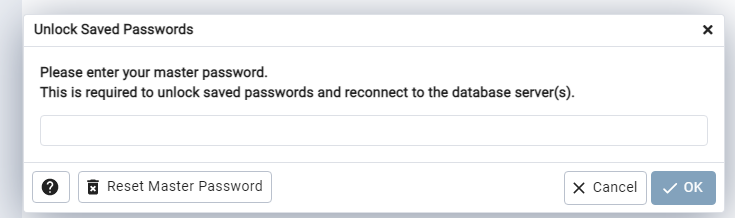 Unlock Saved Passwords
Please enter your master password.
This is required to unlock saved passwords and reconnect to the database server(s).
Reset Master Password
Cancel
OK